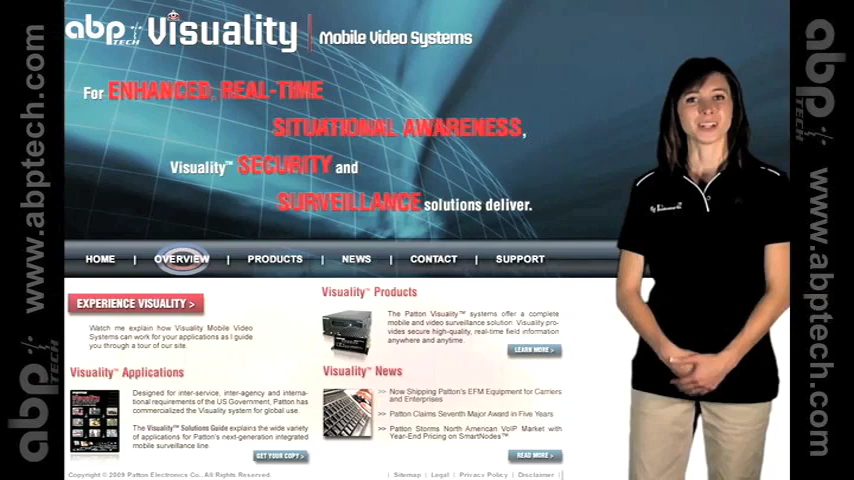 abp TECH Visuality Mobile Video Systems
For ENHANCED, REAL-TIME
SITUATIONAL AWARENESS,
Visuality™ SECURITY and
SURVEILLANCE solutions deliver.
HOME | OVERVIEW | PRODUCTS | NEWS | CONTACT | SUPPORT
EXPERIENCE VISUALITY >
Watch me explain how Visuality Mobile Video
Systems can work for your applications as I guide
you through a tour of our site.
Visuality™ Applications
Designed for inter-service, inter-agency and interna-
tional requirements of the US Government, Patton has
commercialized the Visuality system for global use.
The Visuality Solutions Guide explains the wide variety
of applications for Patton's next-generation integrated
mobile surveillance line.
GET YOUR COPY >
Visuality™ Products
The Patton Visuality™ systems offer a complete
mobile and video surveillance solution. Visuality pro-
vides secure high-quality, real-time field information
anywhere and anytime.
LEARN MORE >
Visuality™ News
>> Now Shipping Patton's EFM Equipment for Carriers
and Enterprises
>> Patton Claims Seventh Major Award in Five Years
>> Patton Storms North American VoIP Market with
Year-End Pricing on SmartNodes™
READ MORE >
Copyright © 2009 Patton Electronics Co., All Rights Reserved.
| Sitemap | Legal | Privacy Policy | Disclaimer |
abp TECH www.abptech.com
abp TECH www.abptech.com